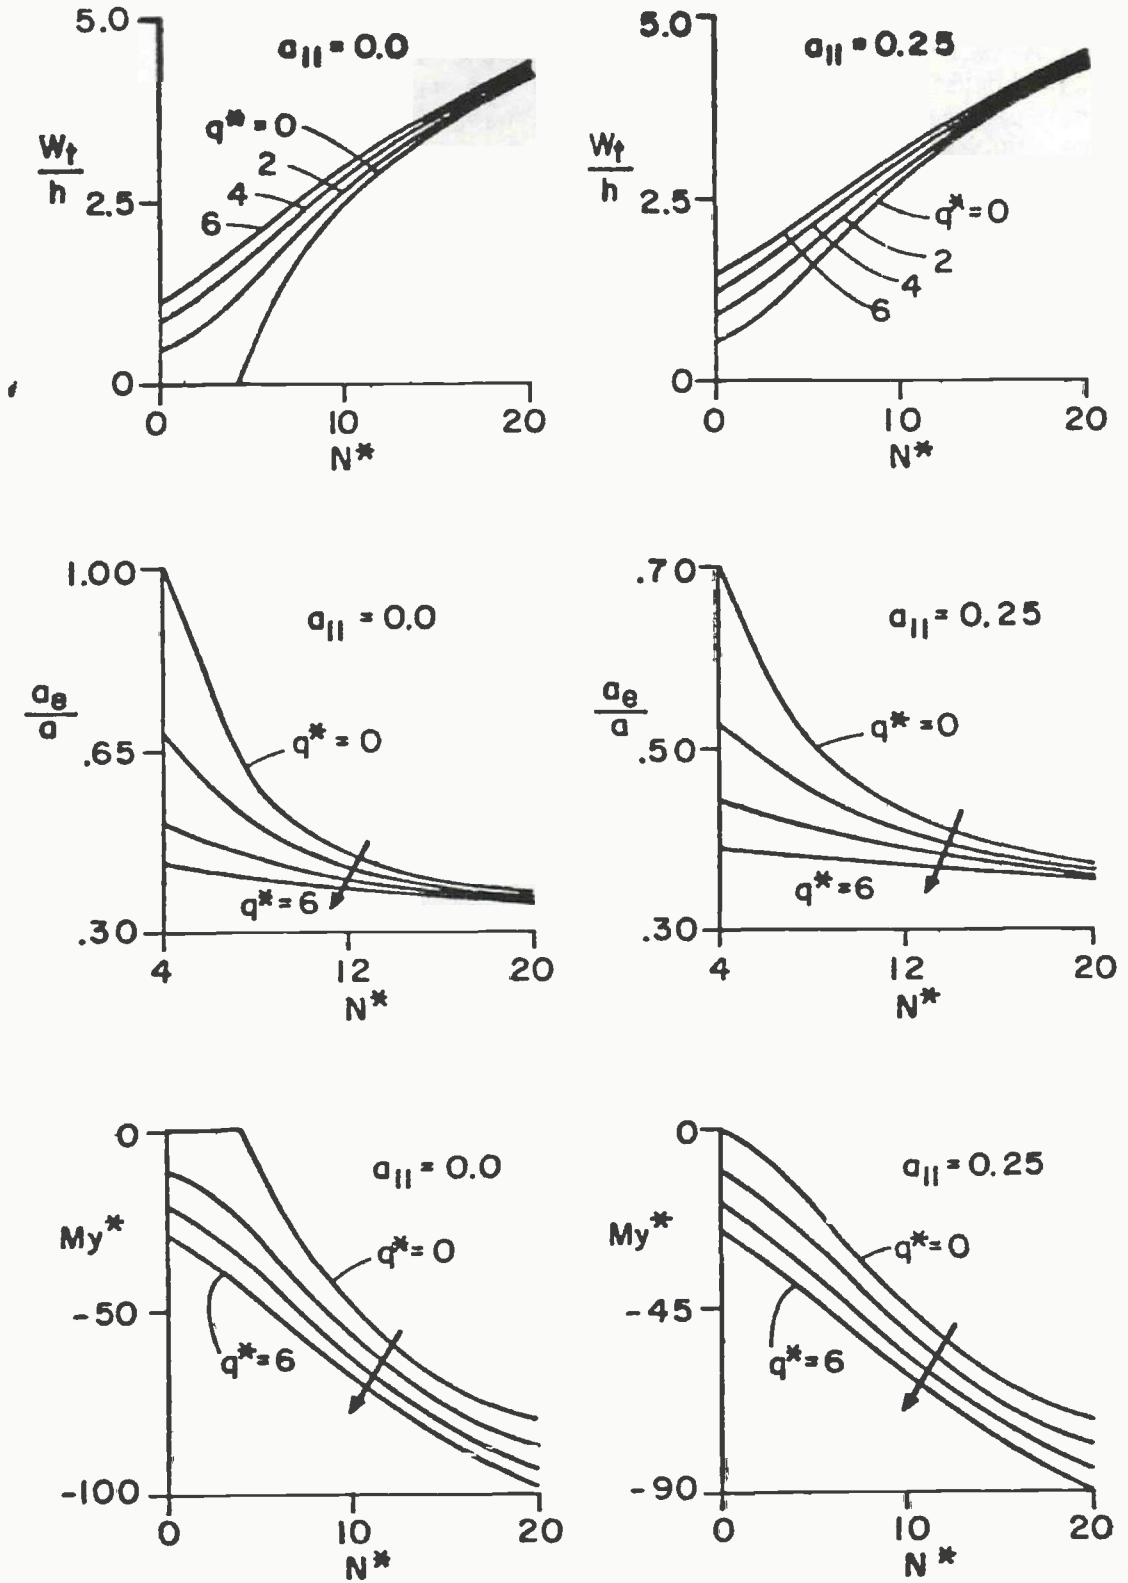 5.0
a11 = 0.0
q* = 0
2
4
6
Wt/h
2.5
0
0 10 20
N*
5.0
a11 = 0.25
Wt/h
2.5
q* = 0
2
4
6
0
0 10 20
N*
1.00
a11 = 0.0
ae/a
q* = 0
.65
q* = 6
.30
4 12 20
N*
.70
a11 = 0.25
ae/a
q* = 0
.50
q* = 6
.30
4 12 20
N*
0
a11 = 0.0
My*
q* = 0
-50
q* = 6
-100
0 10 20
N*
0
a11 = 0.25
My*
q* = 0
-45
q* = 6
-90
0 10 20
N*